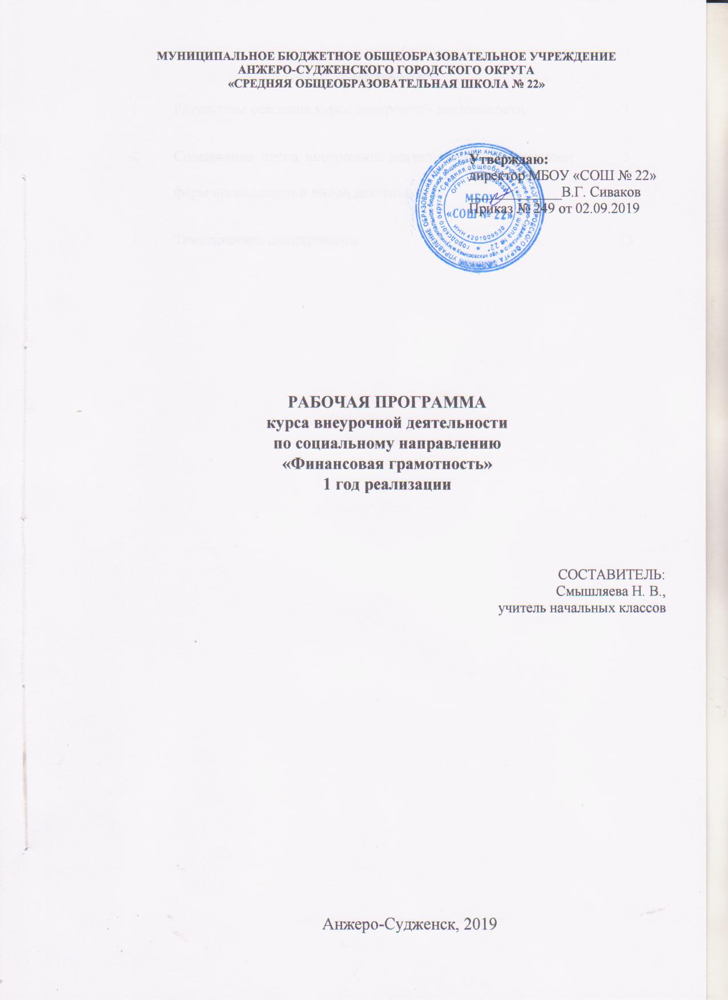 МУНИЦИПАЛЬНОЕ БЮДЖЕТНОЕ ОБЩЕОБРАЗОВАТЕЛЬНОЕ УЧРЕЖДЕНИЕ
АНЖЕРО-СУДЖЕНСКОГО ГОРОДСКОГО ОКРУГА
«СРЕДНЯЯ ОБЩЕОБРАЗОВАТЕЛЬНАЯ ШКОЛА № 22»
Утверждаю:
директор МБОУ «СОШ № 22»
В.Г. Сиваков
Приказ № 249 от 02.09.2019
МБОУ
«СОШ № 22»
ИНН 4201009530
РАБОЧАЯ ПРОГРАММА
курса внеурочной деятельности
по социальному направлению
«Финансовая грамотность»
1 год реализации
СОСТАВИТЕЛЬ:
Смышляева Н. В.,
учитель начальных классов
Анжеро-Судженск, 2019